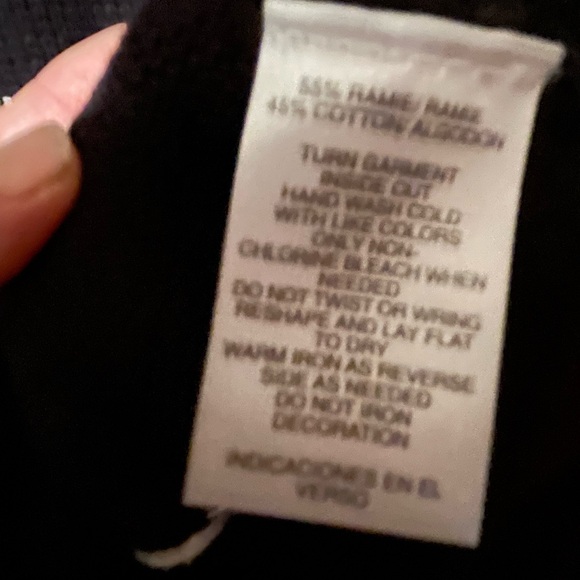 55% RAMIE/RAMIE
45% COTTON/ALGODON
TURN GARMENT
INSIDE OUT
HAND WASH COLD
WITH LIKE COLORS
ONLY NON-
CHLORINE BLEACH WHEN
NEEDED
DO NOT TWIST OR WRING
RESHAPE AND LAY FLAT
TO DRY
WARM IRON AS REVERSE
SIDE AS NEEDED
DO NOT IRON
DECORATION
INDICACIONES EN EL
VERSO